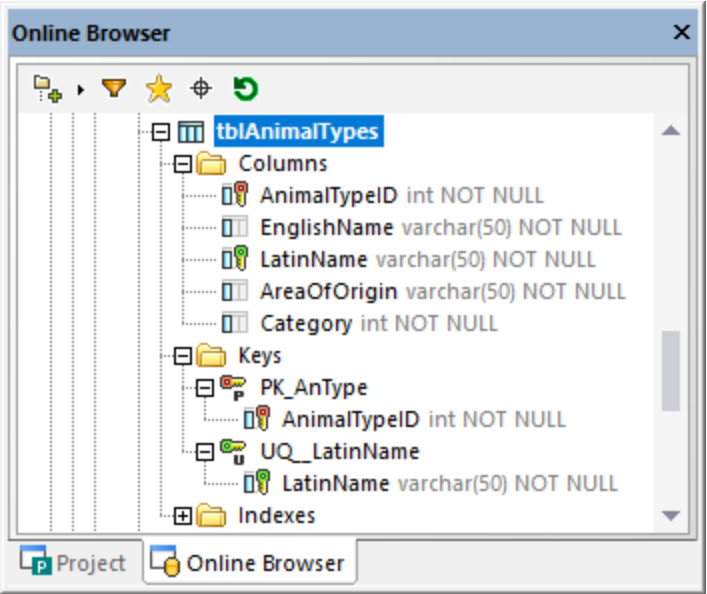 Online Browser
tblAnimalTypes
Columns
AnimalTypeID int NOT NULL
EnglishName varchar(50) NOT NULL
LatinName varchar(50) NOT NULL
AreaOfOrigin varchar(50) NOT NULL
Category int NOT NULL
Keys
PK_AnType
AnimalTypeID int NOT NULL
UQ__LatinName
LatinName varchar(50) NOT NULL
Indexes
Project Online Browser